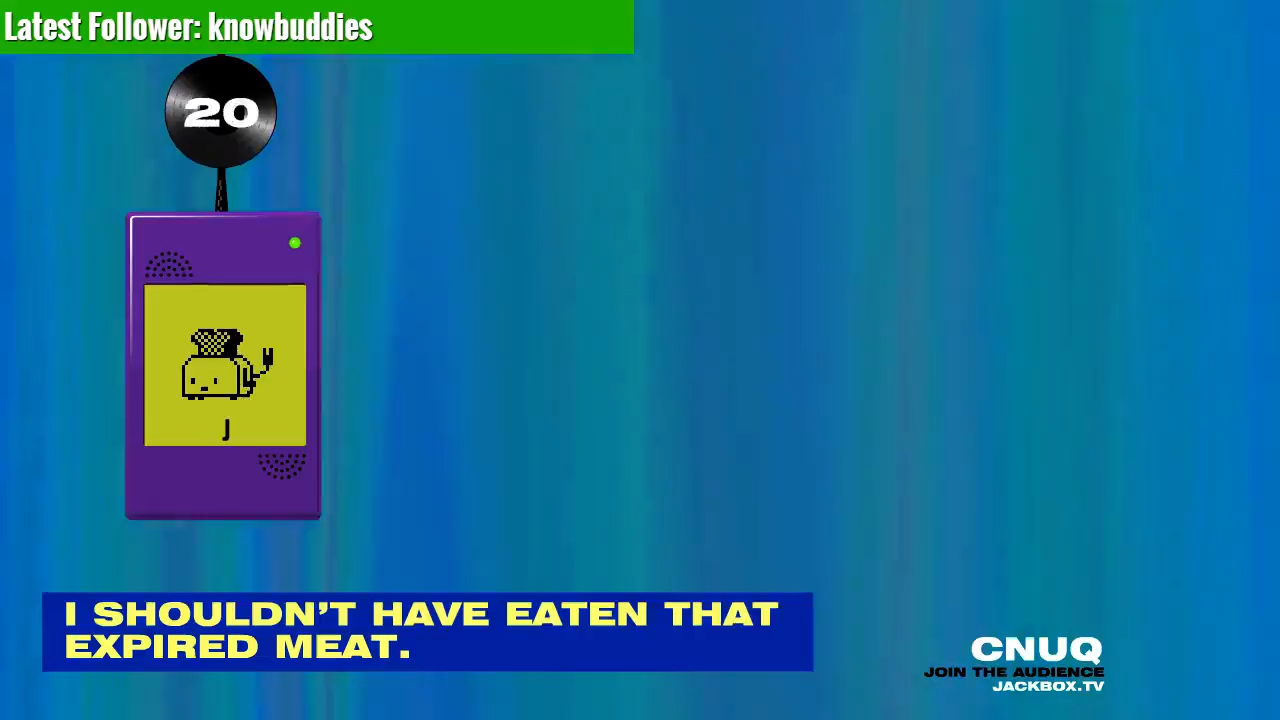 Latest Follower: knowbuddies
20
J
I SHOULDN'T HAVE EATEN THAT
EXPIRED MEAT.
CNUQ
JOIN THE AUDIENCE
JACKBOX.TV